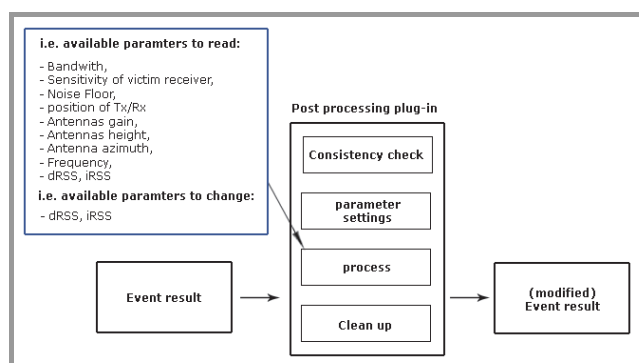 i.e. available paramters to read:
- Bandwith,
- Sensitivity of victim receiver,
- Noise Floor,
- position of Tx/Rx
- Antennas gain,
- Antennas height,
- Antenna azimuth,
- Frequency,
- dRSS, iRSS
i.e. available paramters to change:
- dRSS, iRSS
Post processing plug-in
Consistency check
parameter
settings
process
Clean up
Event result
(modified)
Event result